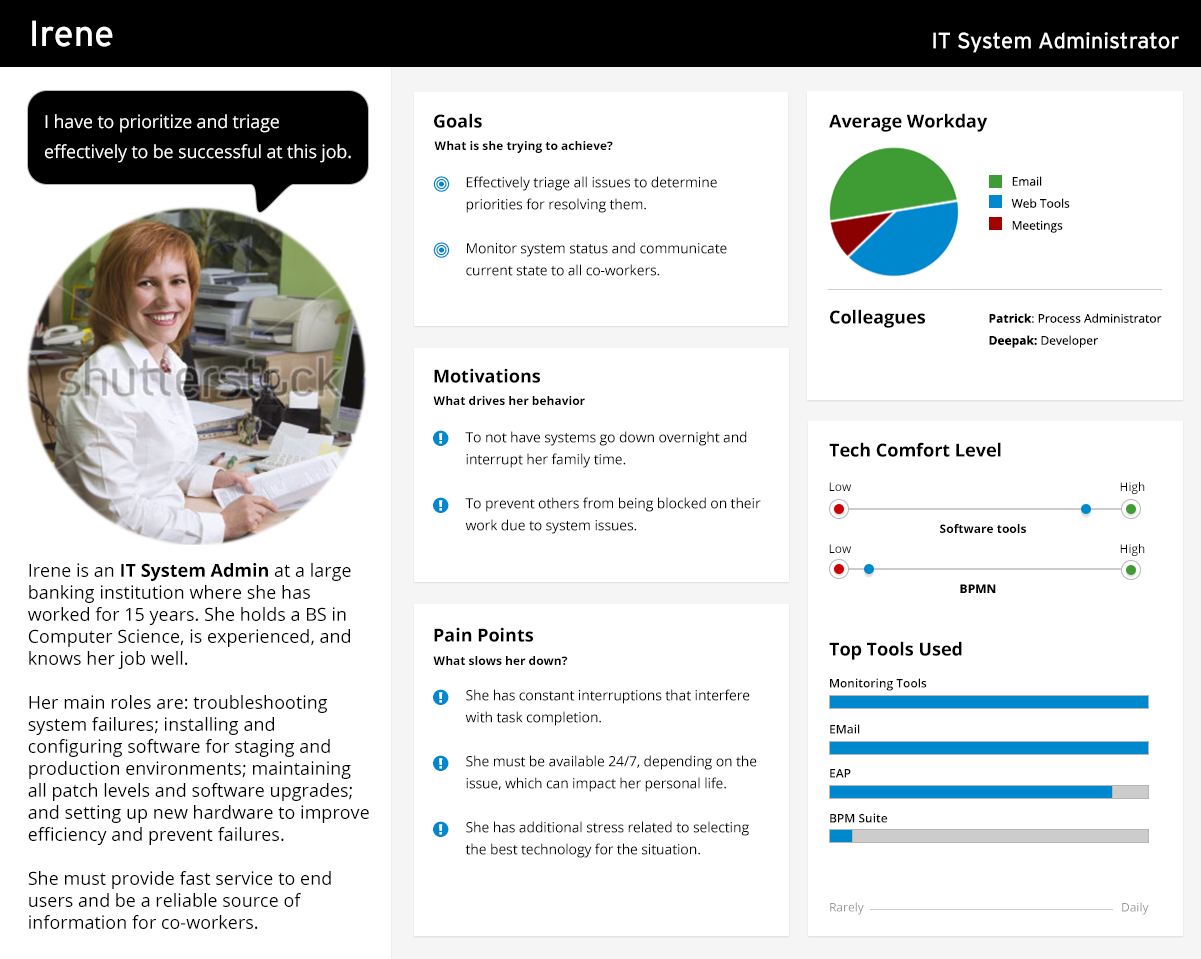 Irene
IT System Administrator
I have to prioritize and triage
effectively to be successful at this job.
shutterstock
Irene is an IT System Admin at a large
banking institution where she has
worked for 15 years. She holds a BS in
Computer Science, is experienced, and
knows her job well.
Her main roles are: troubleshooting
system failures; installing and
configuring software for staging and
production environments; maintaining
all patch levels and software upgrades;
and setting up new hardware to improve
efficiency and prevent failures.
She must provide fast service to end
users and be a reliable source of
information for co-workers.
Goals
What is she trying to achieve?
Effectively triage all issues to determine
priorities for resolving them.
Monitor system status and communicate
current state to all co-workers.
Motivations
What drives her behavior
To not have systems go down overnight and
interrupt her family time.
To prevent others from being blocked on their
work due to system issues.
Pain Points
What slows her down?
She has constant interruptions that interfere
with task completion.
She must be available 24/7, depending on the
issue, which can impact her personal life.
She has additional stress related to selecting
the best technology for the situation.
Average Workday
Email
Web Tools
Meetings
Colleagues
Patrick: Process Administrator
Deepak: Developer
Tech Comfort Level
Low High
Software tools
Low High
BPMN
Top Tools Used
Monitoring Tools
EMail
EAP
BPM Suite
Rarely Daily